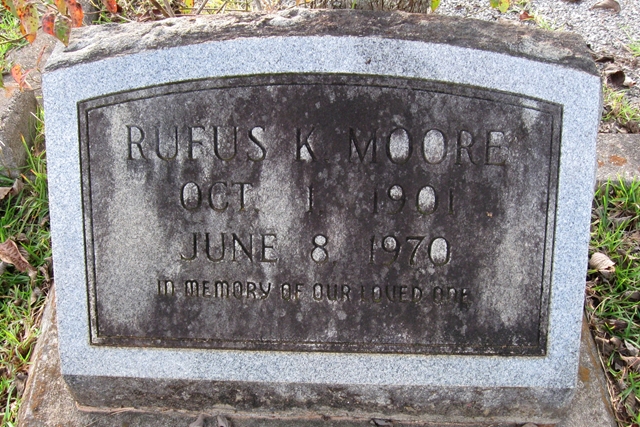 RUFUS K. MOORE
OCT. 1, 1901
JUNE 8, 1970
IN MEMORY OF OUR LOVED ONE